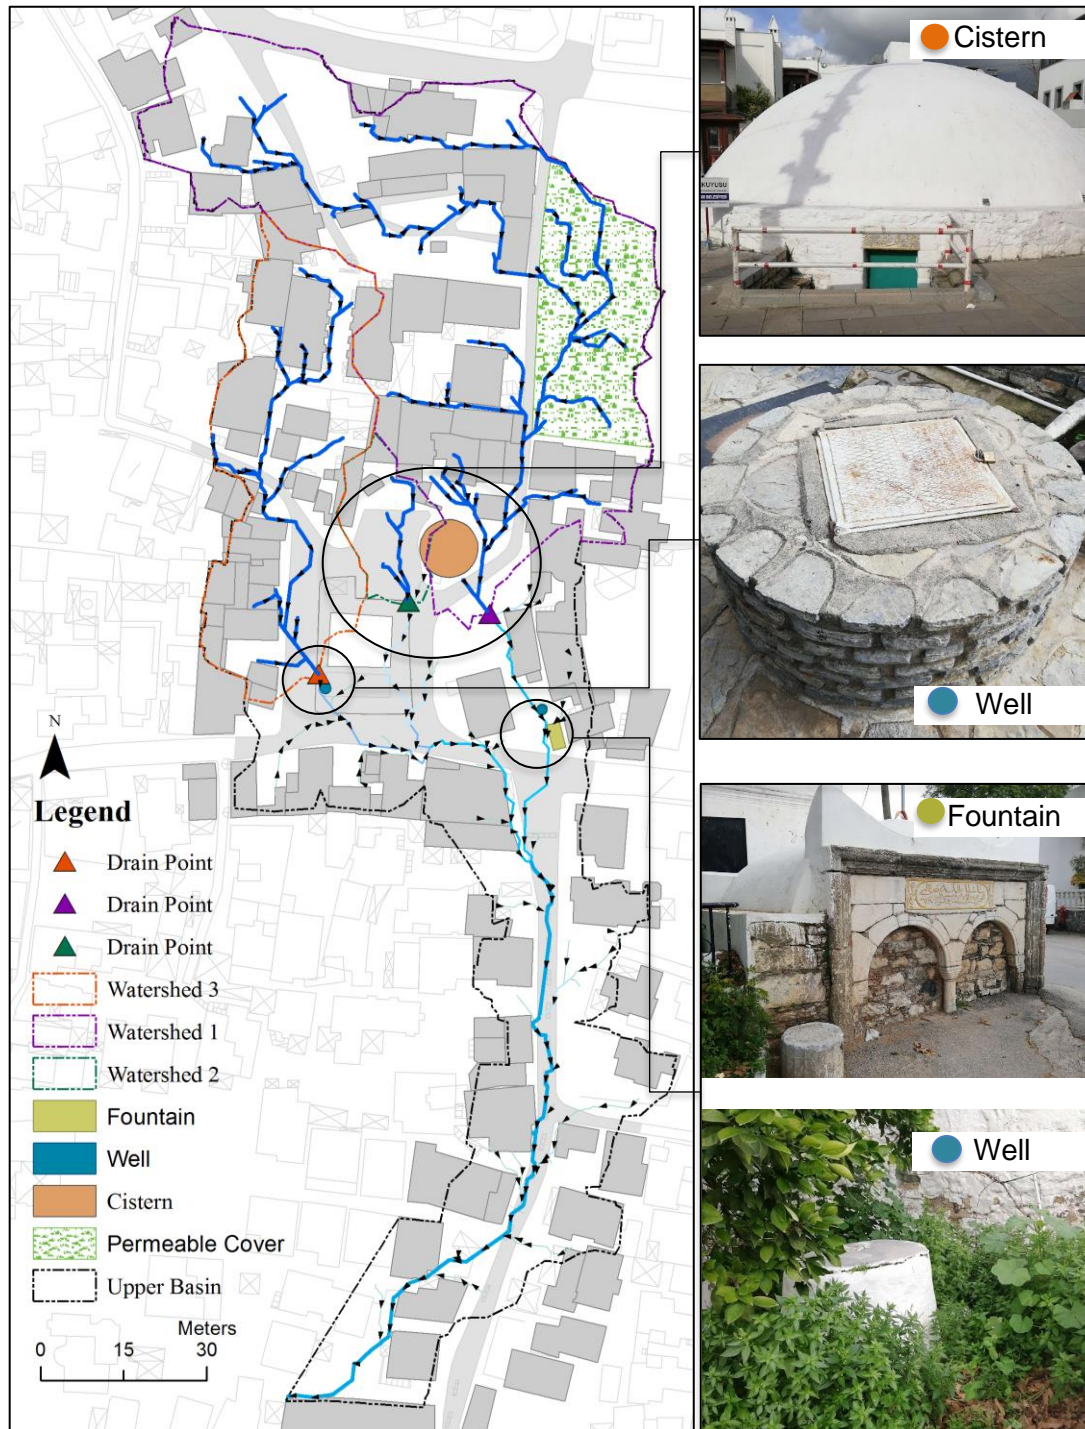 N
Legend
Drain Point
Drain Point
Drain Point
Watershed 3
Watershed 1
Watershed 2
Fountain
Well
Cistern
Permeable Cover
Upper Basin
Meters
0 15 30
Cistern
KUYUSU
Well
Fountain
Well